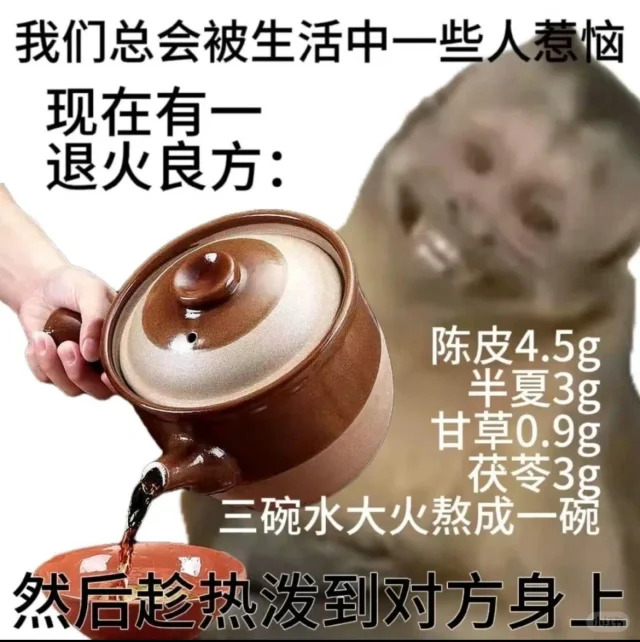 我们总会被生活中一些人惹恼
现在有一
退火良方：
陈皮4.5g
半夏3g
甘草0.9g
茯苓3g
三碗水大火熬成一碗
然后趁热泼到对方身上